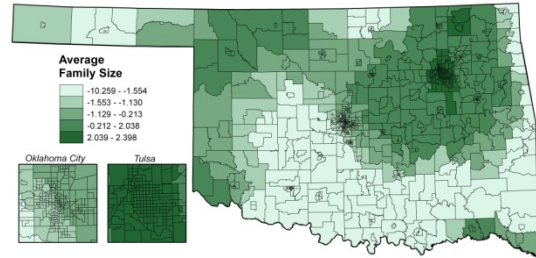 Average
Family Size
-10.259 - -1.554
-1.553 - -1.130
-1.129 - -0.213
-0.212 - 2.038
2.039 - 2.398
Oklahoma City
Tulsa